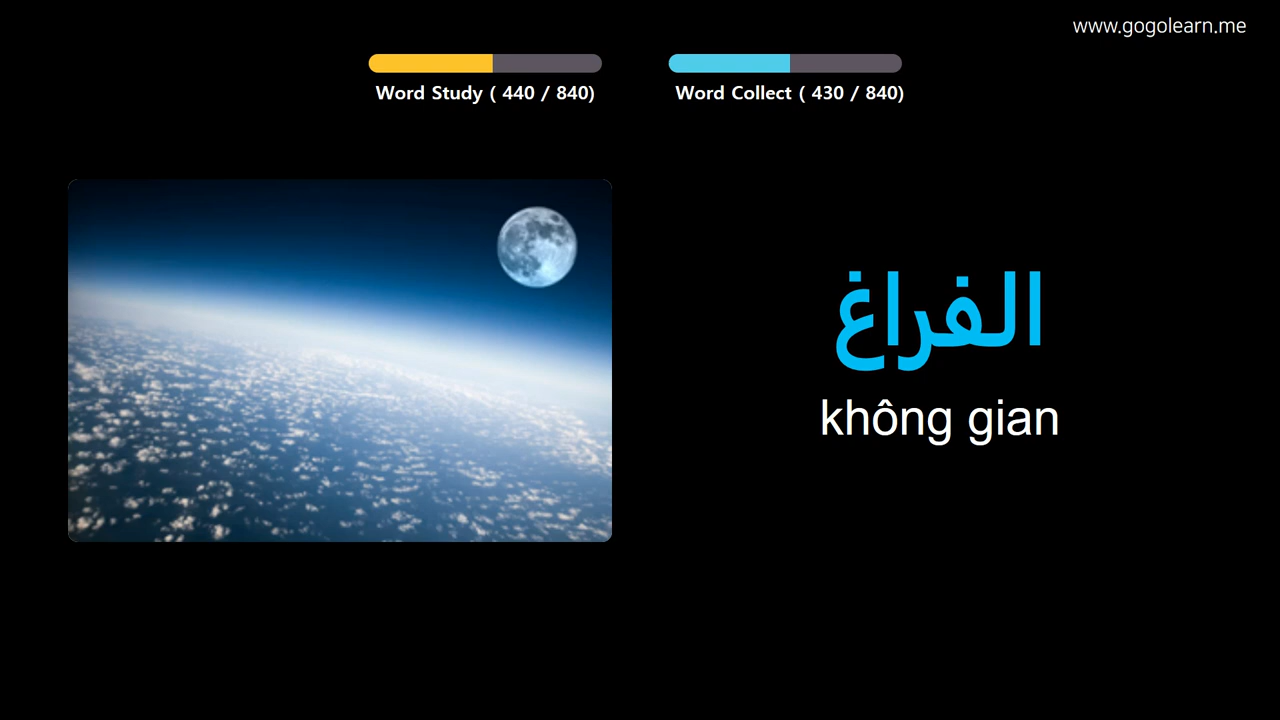 www.gogolearn.me
Word Study ( 440 / 840)
Word Collect ( 430 / 840)
الفراغ
không gian